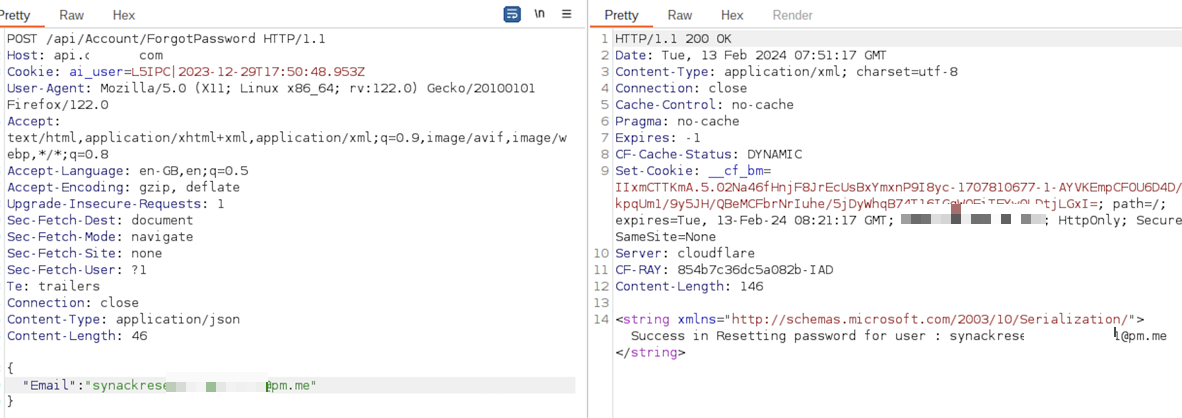 Pretty Raw Hex \n
POST /api/Account/ForgotPassword HTTP/1.1
Host: api.c com
Cookie: ai_user=L5IPC|2023-12-29T17:50:48.953Z
User-Agent: Mozilla/5.0 (X11; Linux x86_64; rv:122.0) Gecko/20100101
Firefox/122.0
Accept:
text/html,application/xhtml+xml,application/xml;q=0.9,image/avif,image/w
ebp,*/*;q=0.8
Accept-Language: en-GB,en;q=0.5
Accept-Encoding: gzip, deflate
Upgrade-Insecure-Requests: 1
Sec-Fetch-Dest: document
Sec-Fetch-Mode: navigate
Sec-Fetch-Site: none
Sec-Fetch-User: ?1
Te: trailers
Connection: close
Content-Type: application/json
Content-Length: 46
{
"Email":"synackrese @pm.me"
}
Pretty Raw Hex Render
1 HTTP/1.1 200 OK
2 Date: Tue, 13 Feb 2024 07:51:17 GMT
3 Content-Type: application/xml; charset=utf-8
4 Connection: close
5 Cache-Control: no-cache
6 Pragma: no-cache
7 Expires: -1
8 CF-Cache-Status: DYNAMIC
9 Set-Cookie: __cf_bm=
IIxmCTTKmA.5.02Na46fHnjF8JrEcUsBxYmxnP9I8yc-1707810677-1-AYVKEmpCFOU6D4D/
kpqUm1/9y5JH/QBeMCFbrNrIuhe/5jDyWhqB74 path=/;
expires=Tue, 13-Feb-24 08:21:17 GMT; ; HttpOnly; Secure
SameSite=None
10 Server: cloudflare
11 CF-RAY: 854b7c36dc5a082b-IAD
12 Content-Length: 146
13
14 <string xmlns="http://schemas.microsoft.com/2003/10/Serialization/">
Success in Resetting password for user : synackrese l@pm.me
</string>